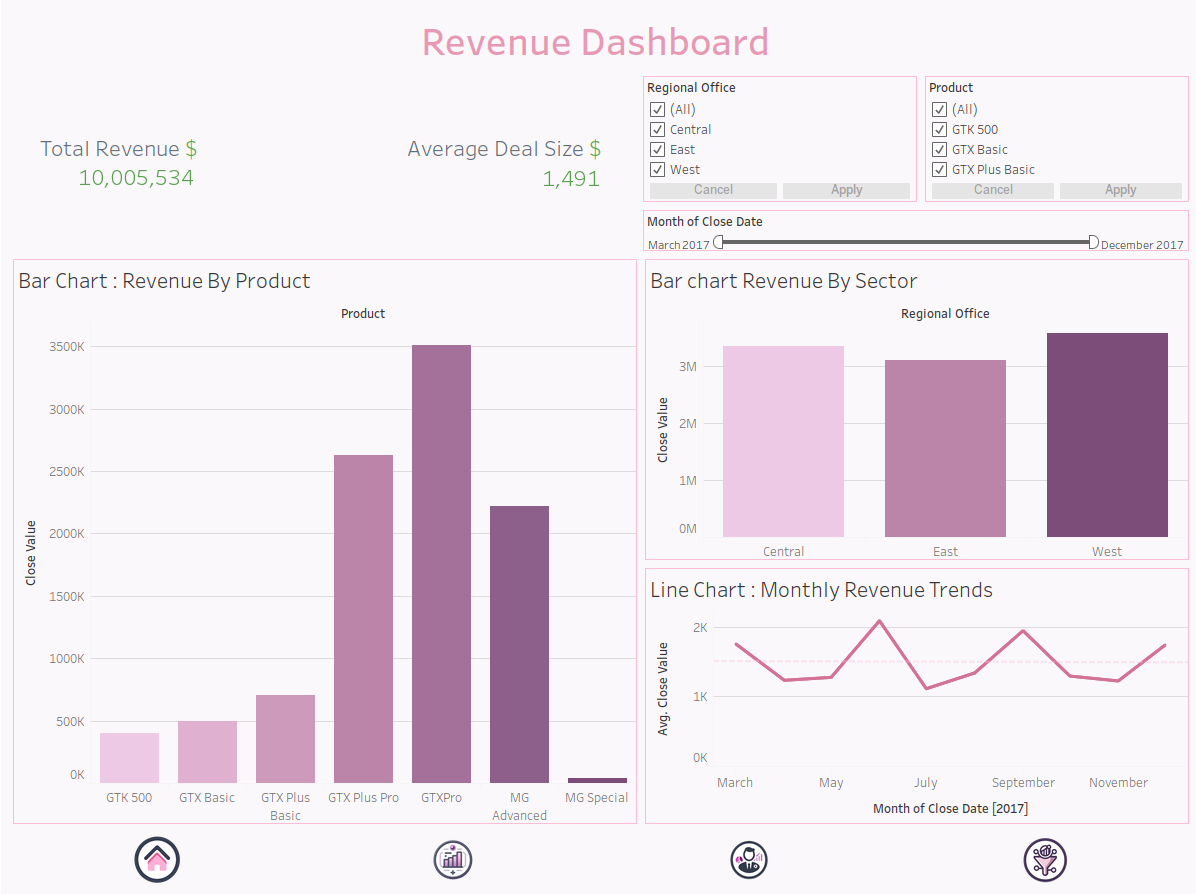 Revenue Dashboard
Total Revenue $
10,005,534
Average Deal Size $
1,491
Regional Office
(All)
Central
East
West
Cancel Apply
Product
(All)
GTK 500
GTX Basic
GTX Plus Basic
Cancel Apply
Month of Close Date
March 2017 December 2017
Bar Chart : Revenue By Product
Product
Close Value
3500K
3000K
2500K
2000K
1500K
1000K
500K
0K
GTK 500 GTX Basic GTX Plus Basic GTX Plus Pro GTXPro MG Advanced MG Special
Bar chart Revenue By Sector
Regional Office
Close Value
3M
2M
1M
0M
Central East West
Line Chart : Monthly Revenue Trends
Avg. Close Value
2K
1K
0K
March May July September November
Month of Close Date [2017]